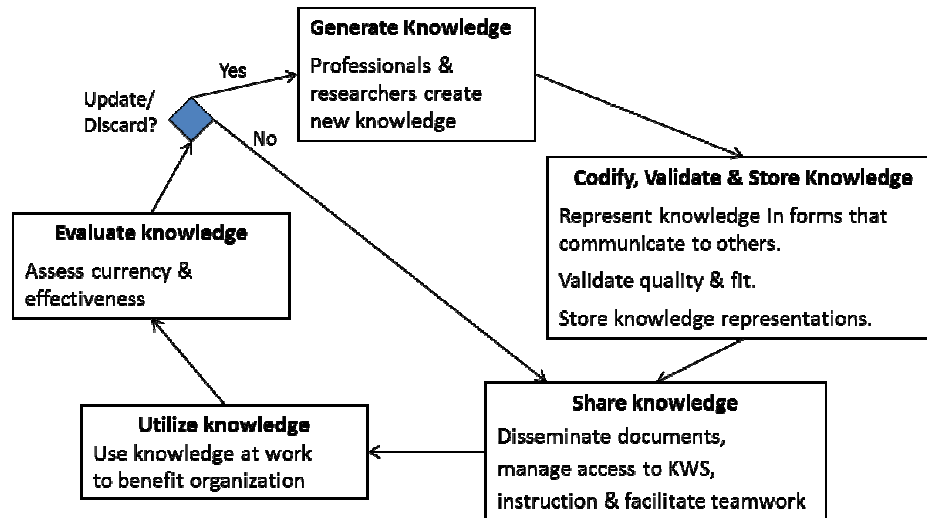 Generate Knowledge
Professionals &
researchers create
new knowledge
Yes
Update/
Discard?
No
Codify, Validate & Store Knowledge
Represent knowledge in forms that
communicate to others.
Validate quality & fit.
Store knowledge representations.
Evaluate knowledge
Assess currency &
effectiveness
Share knowledge
Disseminate documents,
manage access to KWS,
instruction & facilitate teamwork
Utilize knowledge
Use knowledge at work
to benefit organization